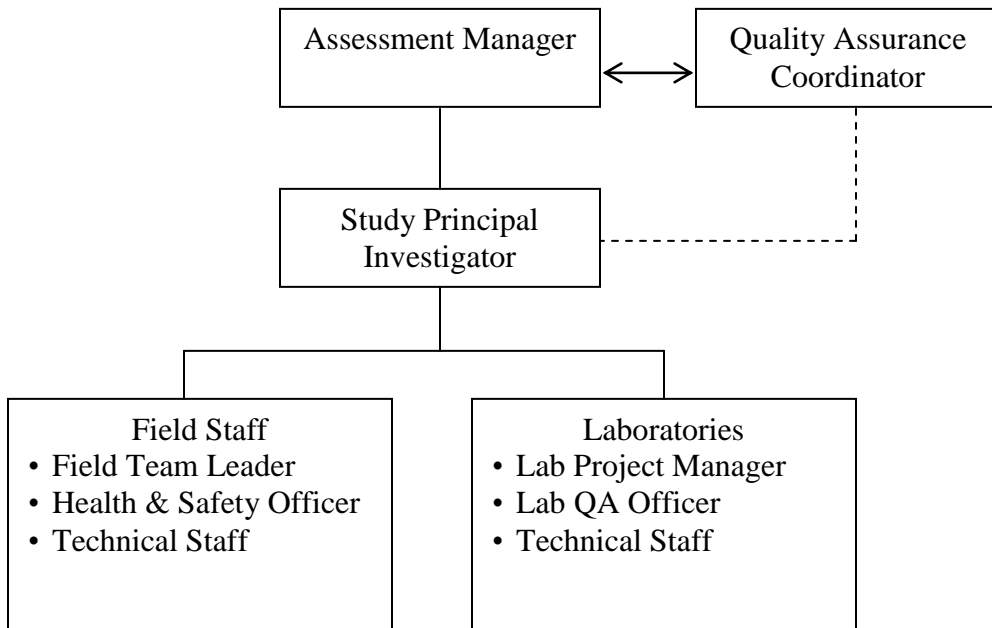 Assessment Manager
Quality Assurance
Coordinator
Study Principal
Investigator
Field Staff
• Field Team Leader
• Health & Safety Officer
• Technical Staff
Laboratories
• Lab Project Manager
• Lab QA Officer
• Technical Staff